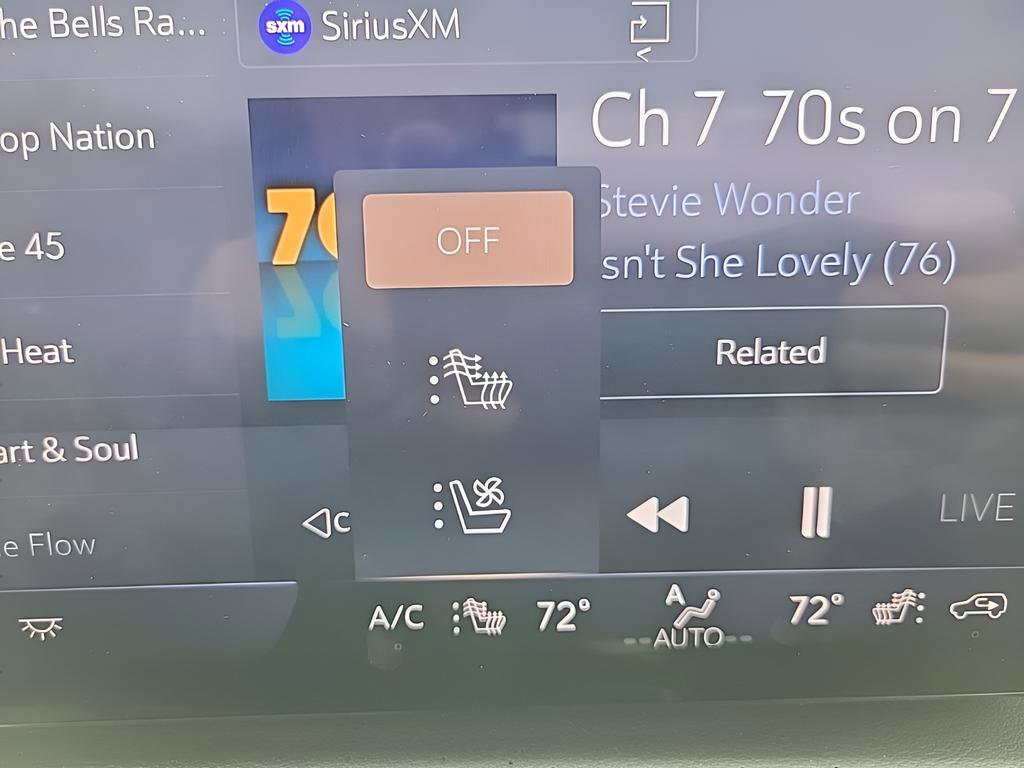 he Bells Ra...
op Nation
e 45
Heat
art & Soul
e Flow
sxm SiriusXM
Ch 7 70s on 7
Stevie Wonder
sn't She Lovely (76)
Related
70
OFF
C
LIVE
A/C
72°
A
AUTO
72°